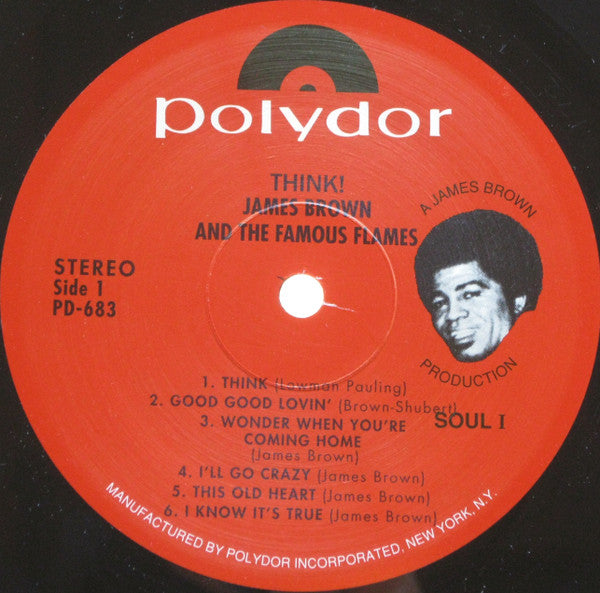 polydor
THINK!
JAMES BROWN
AND THE FAMOUS FLAMES
A JAMES BROWN
PRODUCTION
STEREO
Side 1
PD-683
SOUL I
1. THINK (Lowman Pauling)
2. GOOD GOOD LOVIN' (Brown-Shubert)
3. WONDER WHEN YOU'RE
COMING HOME
(James Brown)
4. I'LL GO CRAZY (James Brown)
5. THIS OLD HEART (James Brown)
6. I KNOW IT'S TRUE (James Brown)
MANUFACTURED BY POLYDOR INCORPORATED, NEW YORK, N.Y.